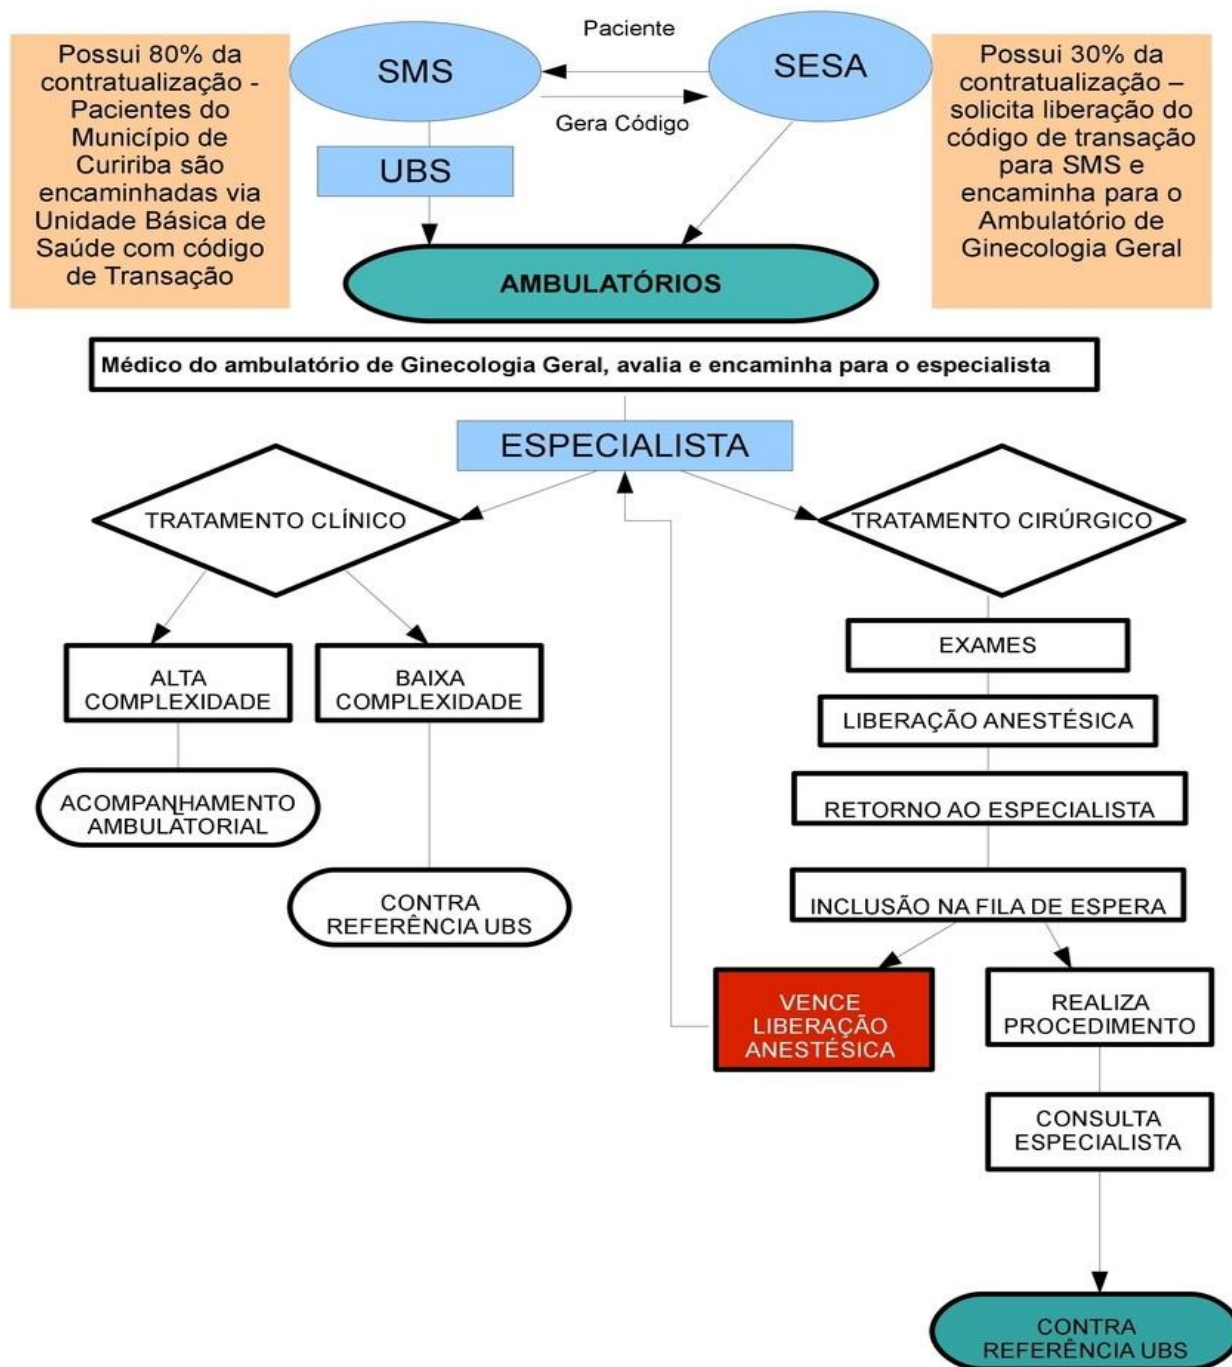 Possui 80% da
contratualização -
Pacientes do
Município de
Cuririba são
encaminhadas via
Unidade Básica de
Saúde com código
de Transação
SMS
Paciente
Gera Código
SESA
Possui 30% da
contratualização –
solicita liberação do
código de transação
para SMS e
encaminha para o
Ambulatório de
Ginecologia Geral
UBS
AMBULATÓRIOS
Médico do ambulatório de Ginecologia Geral, avalia e encaminha para o especialista
ESPECIALISTA
TRATAMENTO CLÍNICO
TRATAMENTO CIRÚRGICO
ALTA
COMPLEXIDADE
BAIXA
COMPLEXIDADE
ACOMPANHAMENTO
AMBULATORIAL
CONTRA
REFERÊNCIA UBS
EXAMES
LIBERAÇÃO ANESTÉSICA
RETORNO AO ESPECIALISTA
INCLUSÃO NA FILA DE ESPERA
VENCE
LIBERAÇÃO
ANESTÉSICA
REALIZA
PROCEDIMENTO
CONSULTA
ESPECIALISTA
CONTRA
REFERÊNCIA UBS